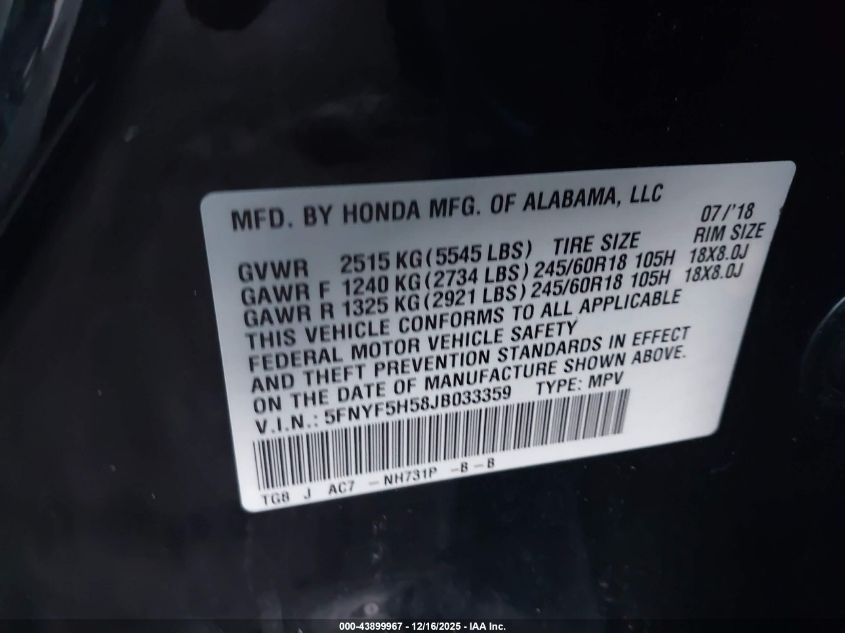 MFD. BY HONDA MFG. OF ALABAMA, LLC 07/'18
GVWR 2515 KG (5545 LBS) TIRE SIZE RIM SIZE
GAWR F 1240 KG (2734 LBS) 245/60R18 105H 18X8.0J
GAWR R 1325 KG (2921 LBS) 245/60R18 105H 18X8.0J
THIS VEHICLE CONFORMS TO ALL APPLICABLE
FEDERAL MOTOR VEHICLE SAFETY
AND THEFT PREVENTION STANDARDS IN EFFECT
ON THE DATE OF MANUFACTURE SHOWN ABOVE.
V.I.N.: 5FNYF5H58JB033359 TYPE: MPV
TG8 J AC7 -NH731P -B-B
000-43899967 - 12/16/2025 - IAA Inc.